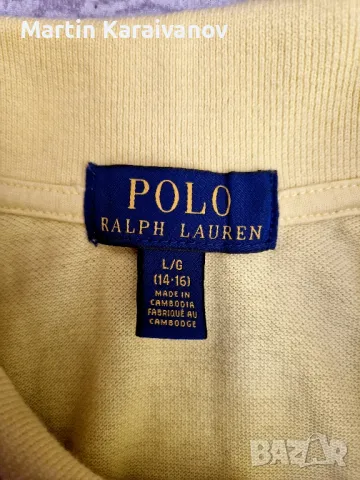 Martin Karaivanov/
POLO
RALPH LAUREN
L/G
(14-16)
MADE IN
CAMBODIA
FABRIQUÉ AU
CAMBODGE
BAZAR